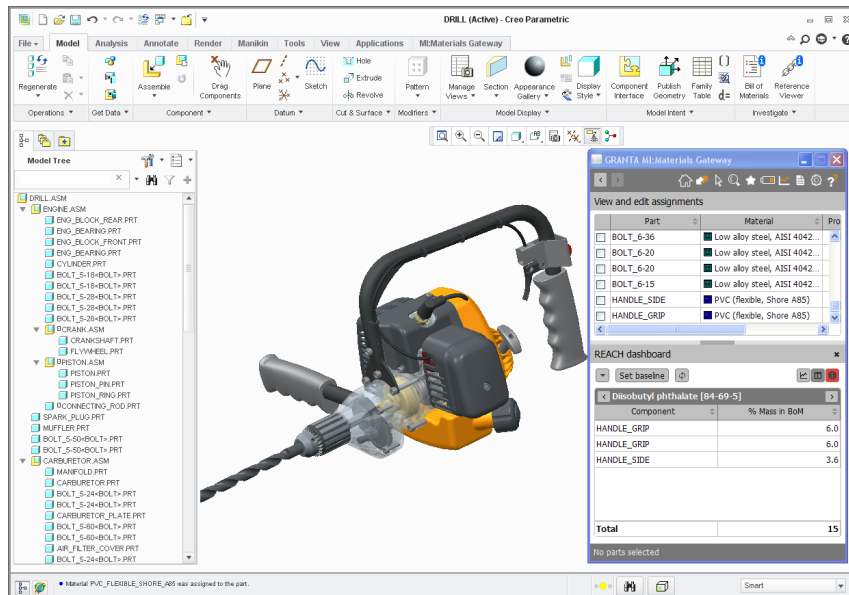 DRILL (Active) - Creo Parametric
File
Model
Analysis
Annotate
Render
Manikin
Tools
View
Applications
MI:Materials Gateway
Regenerate
Assemble
Drag
Components
Plane
Sketch
Hole
Extrude
Revolve
Pattern
Manage
Views
Section
Appearance
Gallery
Display
Style
Component
Interface
Publish
Geometry
Family
Table
d=
Bill of
Materials
Reference
Viewer
Operations
Get Data
Component
Datum
Cut & Surface
Modifiers
Model Display
Model Intent
Investigate
Model Tree
DRILL.ASM
ENGINE.ASM
ENG_BLOCK_REAR.PRT
ENG_BEARING.PRT
ENG_BLOCK_FRONT.PRT
ENG_BEARING.PRT
CYLINDER.PRT
BOLT_5-18<BOLT>.PRT
BOLT_5-18<BOLT>.PRT
BOLT_5-28<BOLT>.PRT
BOLT_5-28<BOLT>.PRT
BOLT_5-28<BOLT>.PRT
CRANK.ASM
CRANKSHAFT.PRT
FLYWHEEL.PRT
PISTON.ASM
PISTON.PRT
PISTON_PIN.PRT
PISTON_RING.PRT
CONNECTING_ROD.PRT
SPARK_PLUG.PRT
MUFFLER.PRT
BOLT_5-50<BOLT>.PRT
BOLT_5-50<BOLT>.PRT
CARBURETOR.ASM
MANIFOLD.PRT
CARBURETOR.PRT
BOLT_5-24<BOLT>.PRT
BOLT_5-24<BOLT>.PRT
CARBURETOR_PLATE.PRT
BOLT_5-60<BOLT>.PRT
BOLT_5-60<BOLT>.PRT
AIR_FILTER_COVER.PRT
BOLT_5-24<BOLT>.PRT
GRANTA MI:Materials Gateway
View and edit assignments
Part Material Pro
BOLT_6-36 Low alloy steel, AISI 4042...
BOLT_6-20 Low alloy steel, AISI 4042...
BOLT_6-20 Low alloy steel, AISI 4042...
BOLT_6-15 Low alloy steel, AISI 4042...
HANDLE_SIDE PVC (flexible, Shore A85)
HANDLE_GRIP PVC (flexible, Shore A85)
REACH dashboard
Set baseline
Diisobutyl phthalate [84-69-5]
Component % Mass in BoM
HANDLE_GRIP 6.0
HANDLE_GRIP 6.0
HANDLE_SIDE 3.6
Total 15
No parts selected
Material PVC_FLEXIBLE_SHORE_A85 was assigned to the part.
Smart